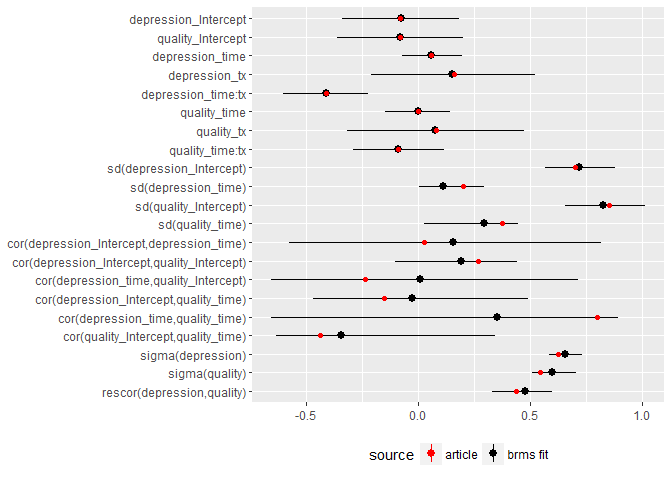 depression_Intercept
quality_Intercept
depression_time
depression_tx
depression_time:tx
quality_time
quality_tx
quality_time:tx
sd(depression_Intercept)
sd(depression_time)
sd(quality_Intercept)
sd(quality_time)
cor(depression_Intercept,depression_time)
cor(depression_Intercept,quality_Intercept)
cor(depression_time,quality_Intercept)
cor(depression_Intercept,quality_time)
cor(depression_time,quality_time)
cor(quality_Intercept,quality_time)
sigma(depression)
sigma(quality)
rescor(depression,quality)
-0.5 0.0 0.5 1.0
source article brms fit